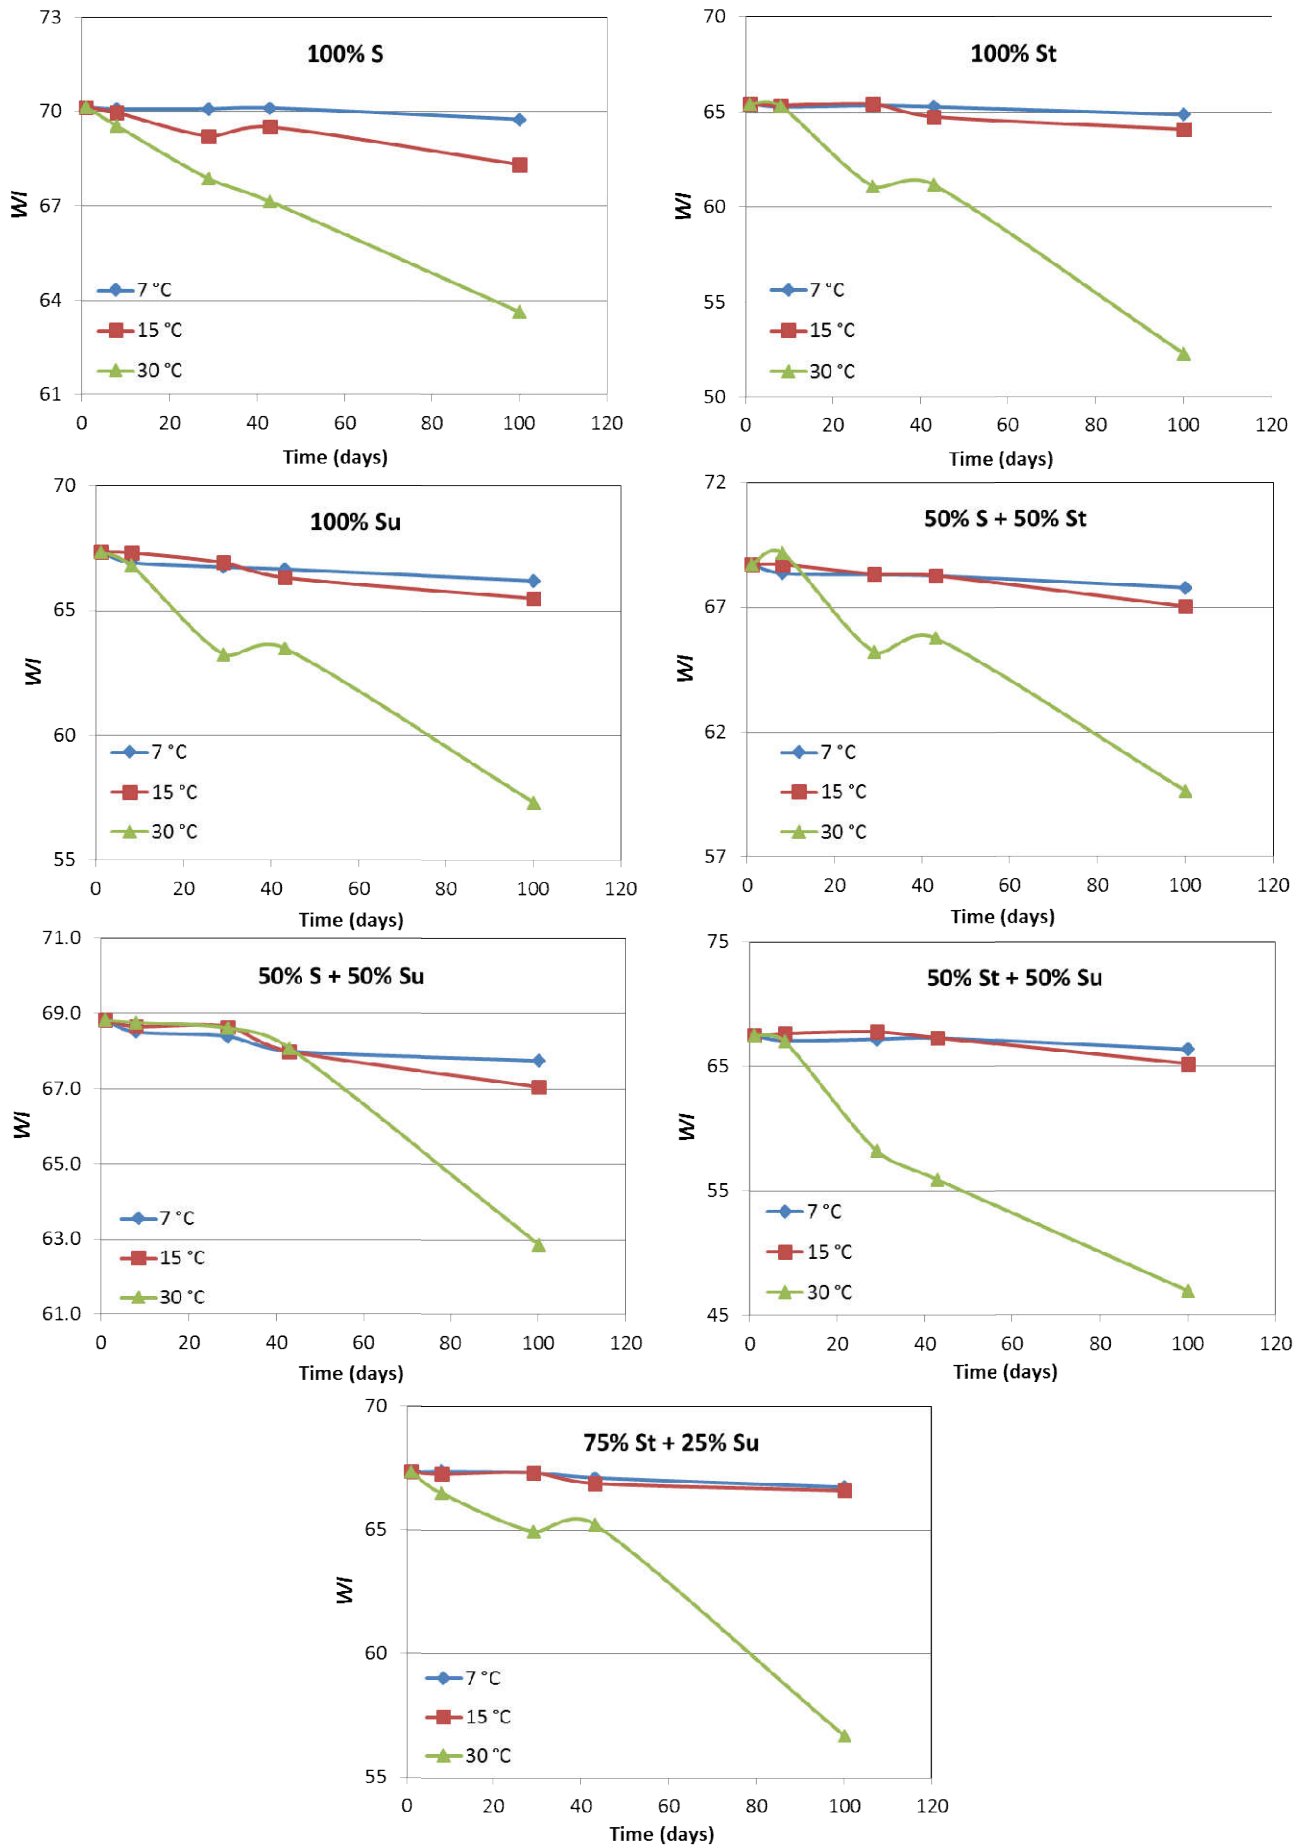 73
100% S
70
67
WI
64
61
7 °C
15 °C
30 °C
0 20 40 60 80 100 120
Time (days)
70
100% St
65
60
WI
55
50
7 °C
15 °C
30 °C
0 20 40 60 80 100 120
Time (days)
70
100% Su
65
WI
60
55
7 °C
15 °C
30 °C
0 20 40 60 80 100 120
Time (days)
72
50% S + 50% St
67
WI
62
57
7 °C
15 °C
30 °C
0 20 40 60 80 100 120
Time (days)
71.0
50% S + 50% Su
69.0
67.0
WI
65.0
63.0
61.0
7 °C
15 °C
30 °C
0 20 40 60 80 100 120
Time (days)
75
50% St + 50% Su
65
WI
55
45
7 °C
15 °C
30 °C
0 20 40 60 80 100 120
Time (days)
70
75% St + 25% Su
65
WI
60
55
7 °C
15 °C
30 °C
0 20 40 60 80 100 120
Time (days)